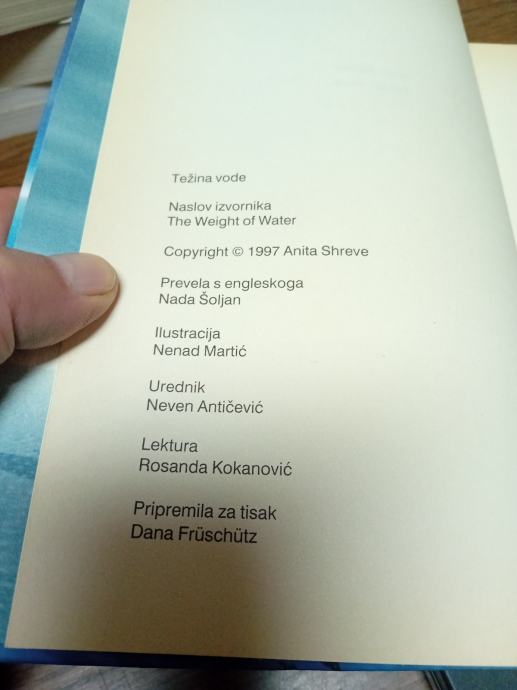 Težina vode
Naslov izvornika
The Weight of Water
Copyright © 1997 Anita Shreve
Prevela s engleskoga
Nada Šoljan
Ilustracija
Nenad Martić
Urednik
Neven Antičević
Lektura
Rosanda Kokanović
Pripremila za tisak
Dana Früschütz